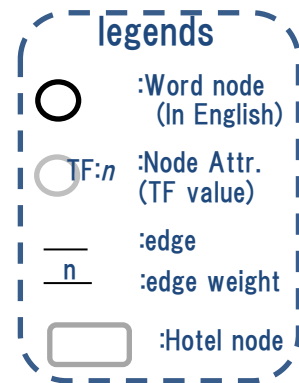 legends
:Word node
(In English)
TF:n :Node Attr.
(TF value)
:edge
n :edge weight
:Hotel node